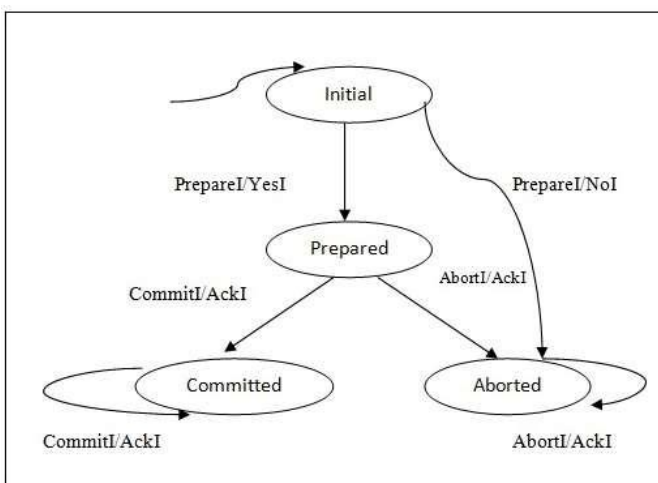 Initial
PrepareI/YesI
PrepareI/NoI
Prepared
CommitI/AckI
AbortI/AckI
Committed
Aborted
CommitI/AckI
AbortI/AckI